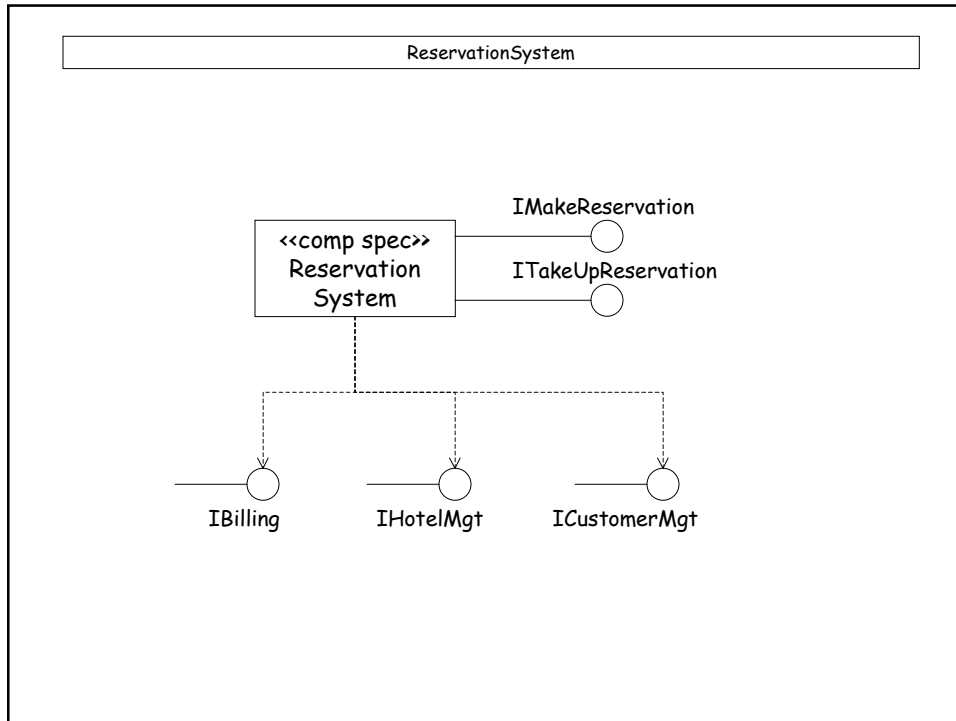 ReservationSystem
IMakeReservation
<<comp spec>>
Reservation
System
ITakeUpReservation
IBilling
IHotelMgt
ICustomerMgt